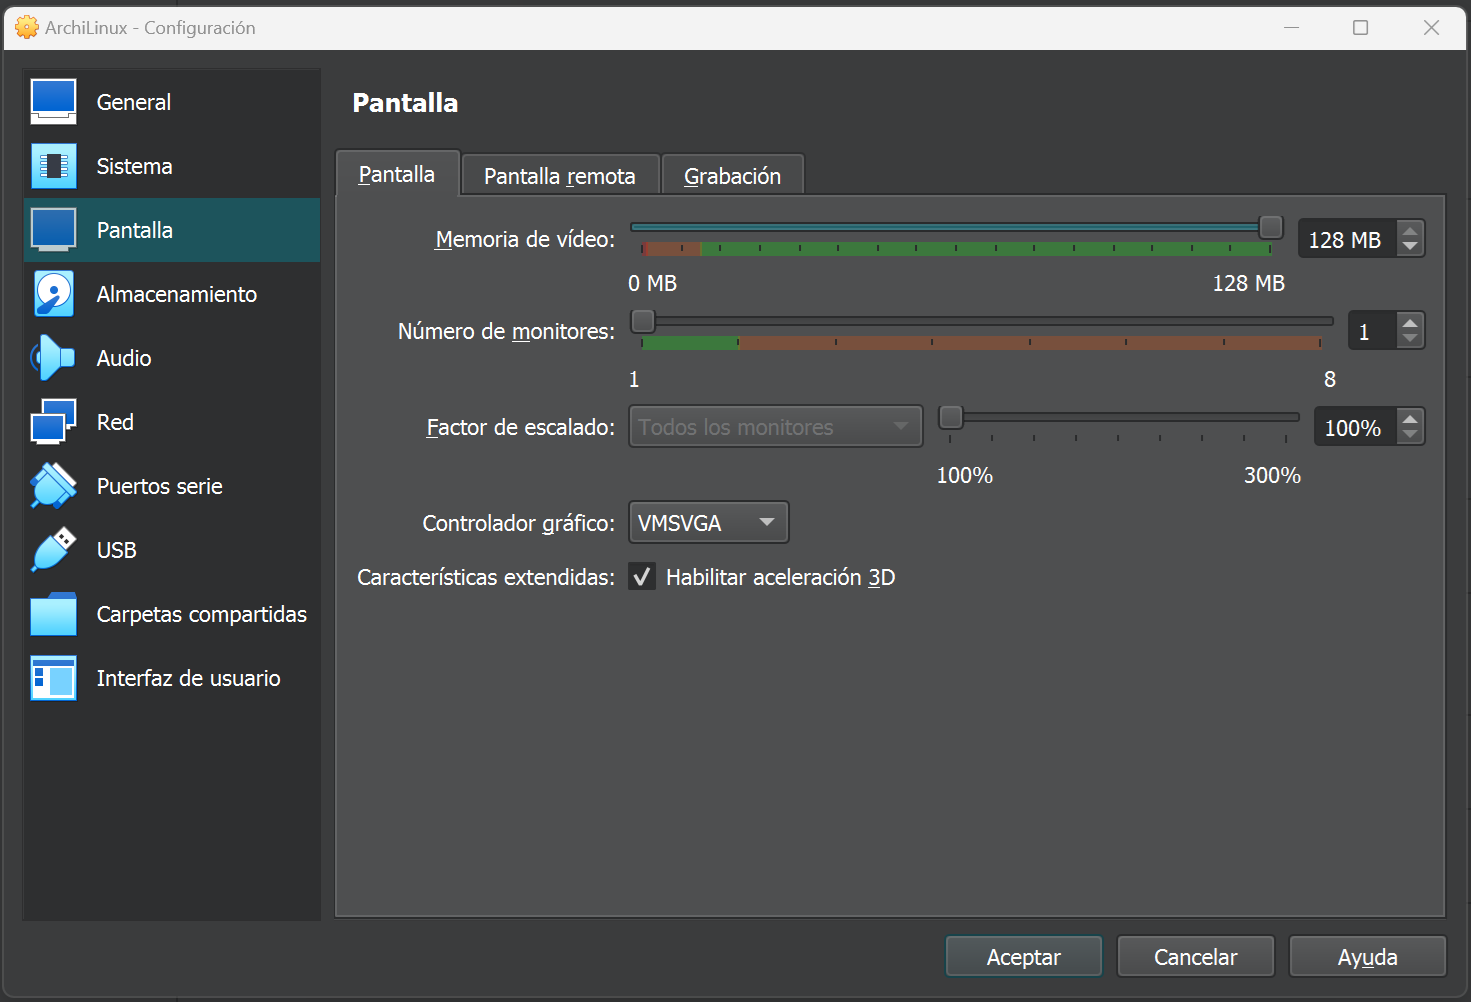 ArchiLinux - Configuración
General
Sistema
Pantalla
Almacenamiento
Audio
Red
Puertos serie
USB
Carpetas compartidas
Interfaz de usuario
Pantalla
Pantalla Pantalla remota Grabación
Memoria de vídeo: 128 MB
0 MB 128 MB
Número de monitores: 1
1 8
Factor de escalado: Todos los monitores 100%
100% 300%
Controlador gráfico: VMSVGA
Características extendidas: Habilitar aceleración 3D
Aceptar Cancelar Ayuda